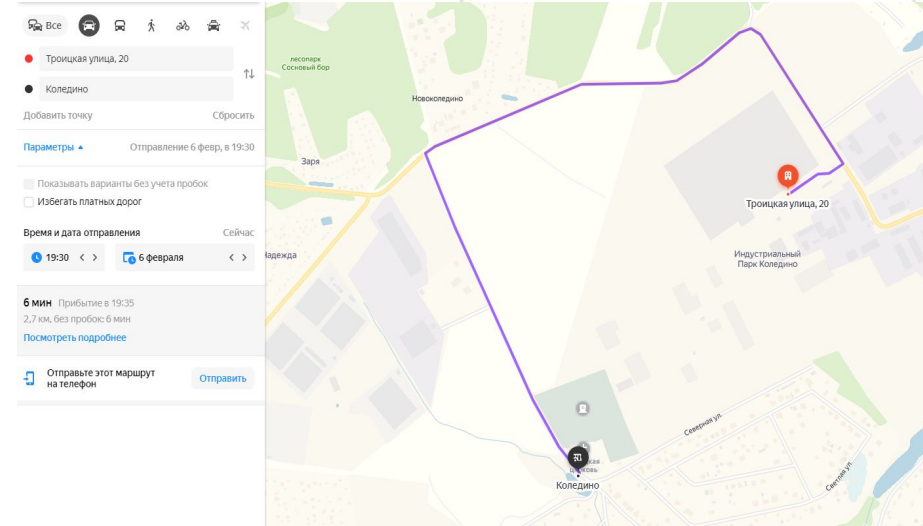 Все
Троицкая улица, 20
Коледино
Добавить точку
Сбросить
Параметры
Отправление 6 февр, в 19:30
Показывать варианты без учета пробок
Избегать платных дорог
Время и дата отправления
Сейчас
19:30
6 февраля
6 мин Прибытие в 19:35
2,7 км, без пробок: 6 мин
Посмотреть подробнее
Отправьте этот маршрут
на телефон
Отправить
лесопарк
Сосновый бор
Новоколедино
Заря
Троицкая улица, 20
Надежда
Индустриальный
Парк Коледино
Северная ул.
Светлая ул.
Коледино